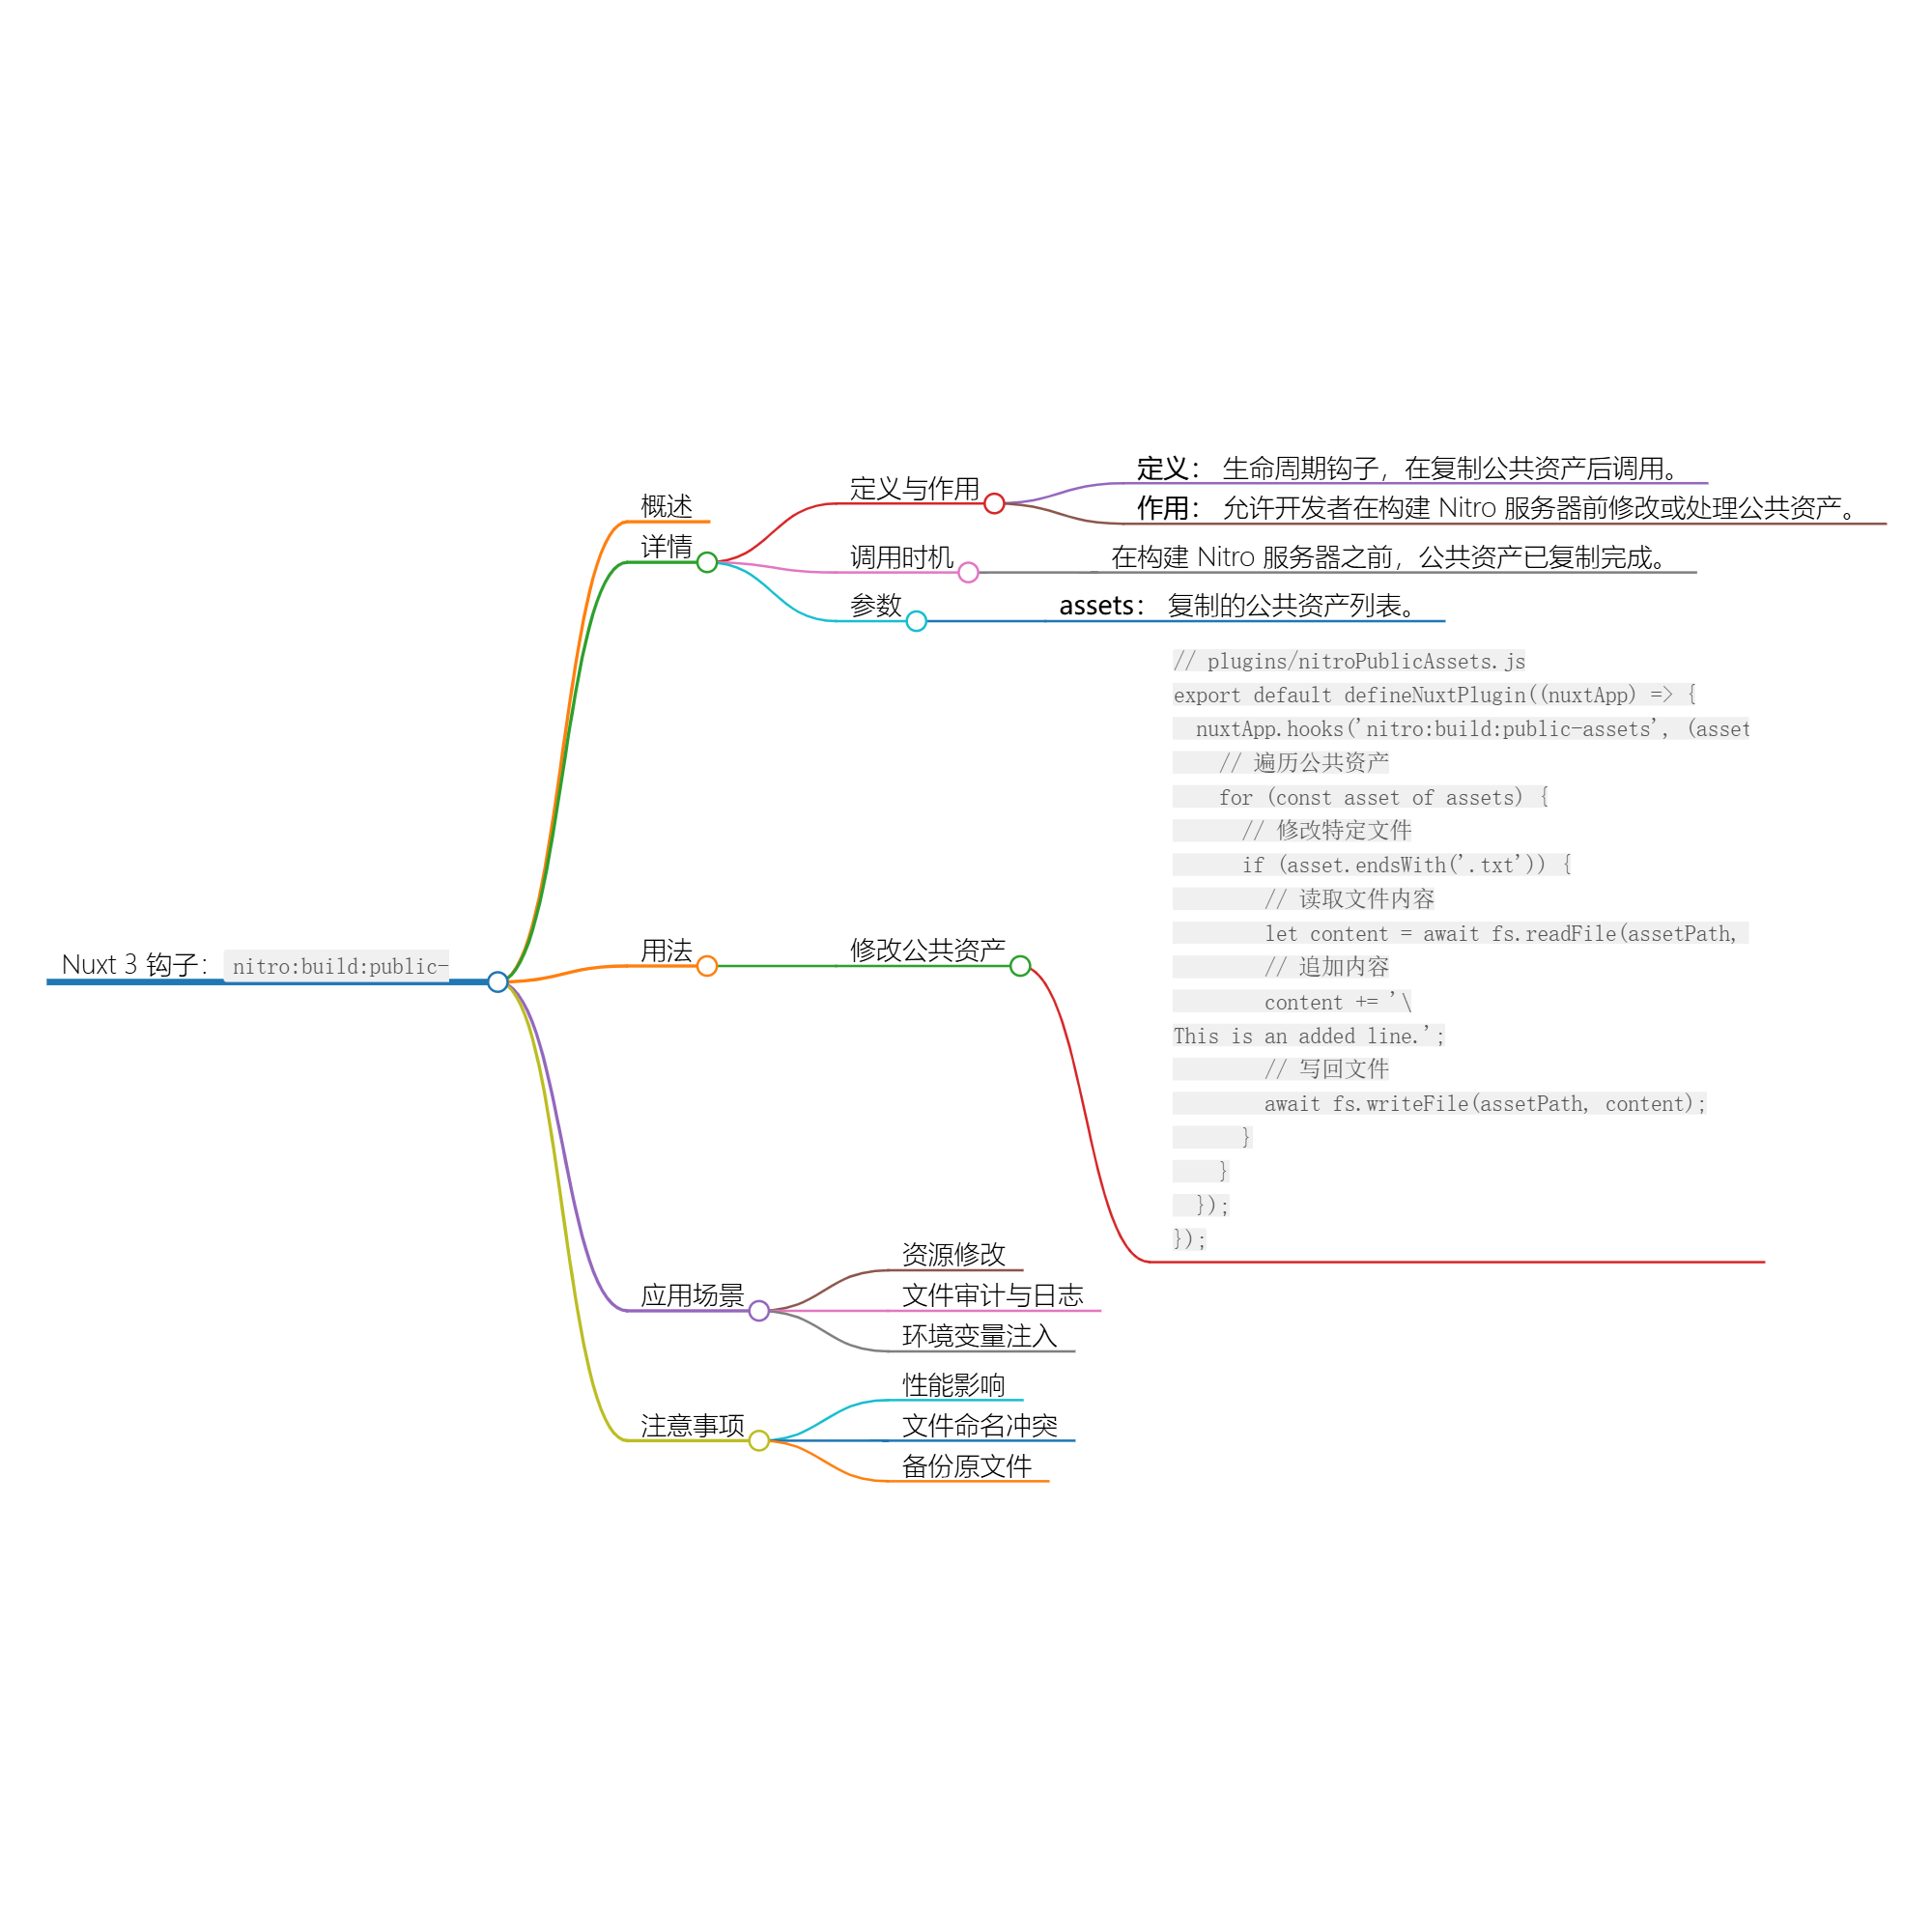 Nuxt 3 钩子： nitro:build:public-
概述
详情
定义与作用
定义： 生命周期钩子，在复制公共资产后调用。
作用： 允许开发者在构建 Nitro 服务器前修改或处理公共资产。
调用时机
在构建 Nitro 服务器之前，公共资产已复制完成。
参数
assets： 复制的公共资产列表。
用法
修改公共资产
// plugins/nitroPublicAssets.js
export default defineNuxtPlugin((nuxtApp) => {
  nuxtApp.hooks('nitro:build:public-assets', (asset
    // 遍历公共资产
    for (const asset of assets) {
      // 修改特定文件
      if (asset.endsWith('.txt')) {
        // 读取文件内容
        let content = await fs.readFile(assetPath,
        // 追加内容
        content += '\
This is an added line.';
        // 写回文件
        await fs.writeFile(assetPath, content);
      }
    }
  });
});
应用场景
资源修改
文件审计与日志
环境变量注入
注意事项
性能影响
文件命名冲突
备份原文件